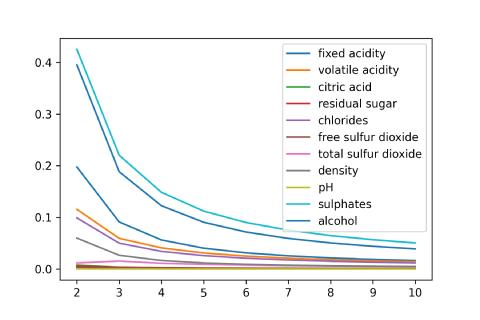 0.4
0.3
0.2
0.1
0.0
2 3 4 5 6 7 8 9 10
fixed acidity
volatile acidity
citric acid
residual sugar
chlorides
free sulfur dioxide
total sulfur dioxide
density
pH
sulphates
alcohol